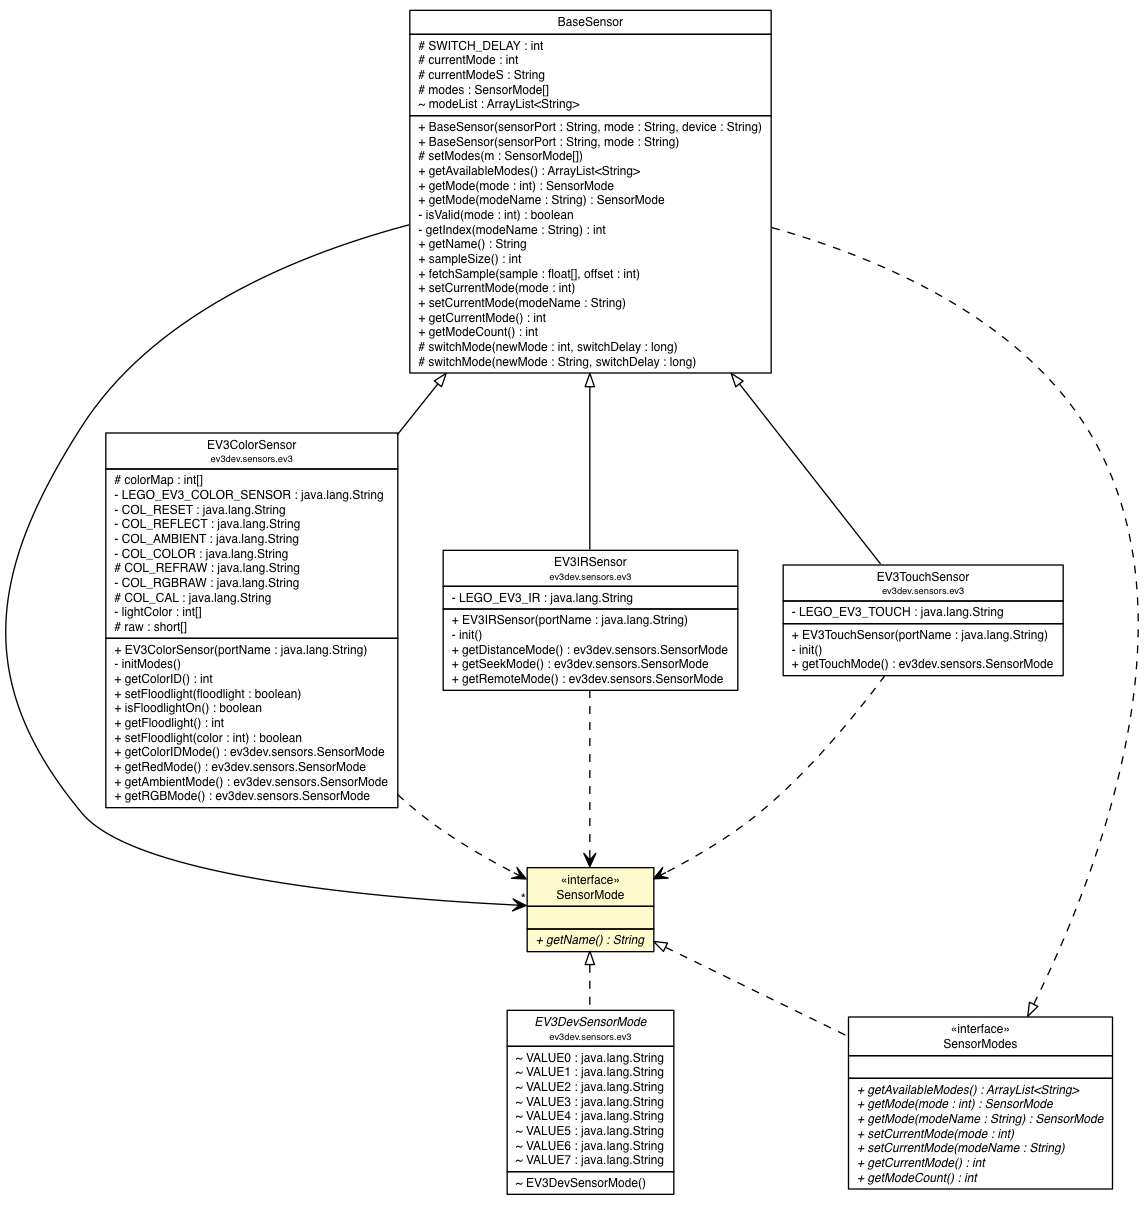 BaseSensor
# SWITCH_DELAY : int
# currentMode : int
# currentModeS : String
# modes : SensorMode[]
~ modeList : ArrayList<String>
+ BaseSensor(sensorPort : String, mode : String, device : String)
+ BaseSensor(sensorPort : String, mode : String)
# setModes(m : SensorMode[])
+ getAvailableModes() : ArrayList<String>
+ getMode(mode : int) : SensorMode
+ getMode(modeName : String) : SensorMode
- isValid(mode : int) : boolean
- getIndex(modeName : String) : int
+ getName() : String
+ sampleSize() : int
+ fetchSample(sample : float[], offset : int)
+ setCurrentMode(mode : int)
+ setCurrentMode(modeName : String)
+ getCurrentMode() : int
+ getModeCount() : int
# switchMode(newMode : int, switchDelay : long)
# switchMode(newMode : String, switchDelay : long)
EV3ColorSensor
ev3dev.sensors.ev3
# colorMap : int[]
- LEGO_EV3_COLOR_SENSOR : java.lang.String
- COL_RESET : java.lang.String
- COL_REFLECT : java.lang.String
- COL_AMBIENT : java.lang.String
- COL_COLOR : java.lang.String
# COL_REFRAW : java.lang.String
- COL_RGBRAW : java.lang.String
# COL_CAL : java.lang.String
- lightColor : int[]
# raw : short[]
+ EV3ColorSensor(portName : java.lang.String)
- initModes()
+ getColorID() : int
+ setFloodlight(floodlight : boolean)
+ isFloodlightOn() : boolean
+ getFloodlight() : int
+ setFloodlight(color : int) : boolean
+ getColorIDMode() : ev3dev.sensors.SensorMode
+ getRedMode() : ev3dev.sensors.SensorMode
+ getAmbientMode() : ev3dev.sensors.SensorMode
+ getRGBMode() : ev3dev.sensors.SensorMode
EV3IRSensor
ev3dev.sensors.ev3
- LEGO_EV3_IR : java.lang.String
+ EV3IRSensor(portName : java.lang.String)
- init()
+ getDistanceMode() : ev3dev.sensors.SensorMode
+ getSeekMode() : ev3dev.sensors.SensorMode
+ getRemoteMode() : ev3dev.sensors.SensorMode
EV3TouchSensor
ev3dev.sensors.ev3
- LEGO_EV3_TOUCH : java.lang.String
+ EV3TouchSensor(portName : java.lang.String)
- init()
+ getTouchMode() : ev3dev.sensors.SensorMode
*
«interface»
SensorMode
+ getName() : String
EV3DevSensorMode
ev3dev.sensors.ev3
~ VALUE0 : java.lang.String
~ VALUE1 : java.lang.String
~ VALUE2 : java.lang.String
~ VALUE3 : java.lang.String
~ VALUE4 : java.lang.String
~ VALUE5 : java.lang.String
~ VALUE6 : java.lang.String
~ VALUE7 : java.lang.String
~ EV3DevSensorMode()
«interface»
SensorModes
+ getAvailableModes() : ArrayList<String>
+ getMode(mode : int) : SensorMode
+ getMode(modeName : String) : SensorMode
+ setCurrentMode(mode : int)
+ setCurrentMode(modeName : String)
+ getCurrentMode() : int
+ getModeCount() : int